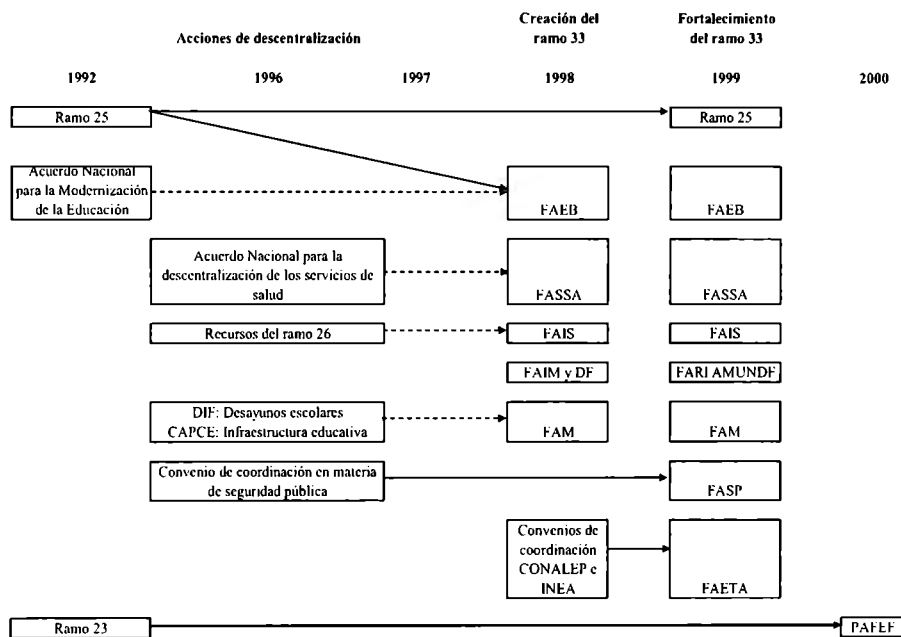 Creación del
ramo 33
Fortalecimiento
del ramo 33
Acciones de descentralización
1992
1996
1997
1998
1999
2000
Ramo 25
Ramo 25
Acuerdo Nacional
para la Modernización
de la Educación
FAEB
FAEB
Acuerdo Nacional para la
descentralización de los servicios de
salud
FASSA
FASSA
Recursos del ramo 26
FAIS
FAIS
FAIM y DF
FARI AMUNDF
DIF: Desayunos escolares
CAPCE: Infraestructura educativa
FAM
FAM
Convenio de coordinación en materia
de seguridad pública
FASP
Convenios de
coordinación
CONALEP e
INEA
FAETA
Ramo 23
PAFEF